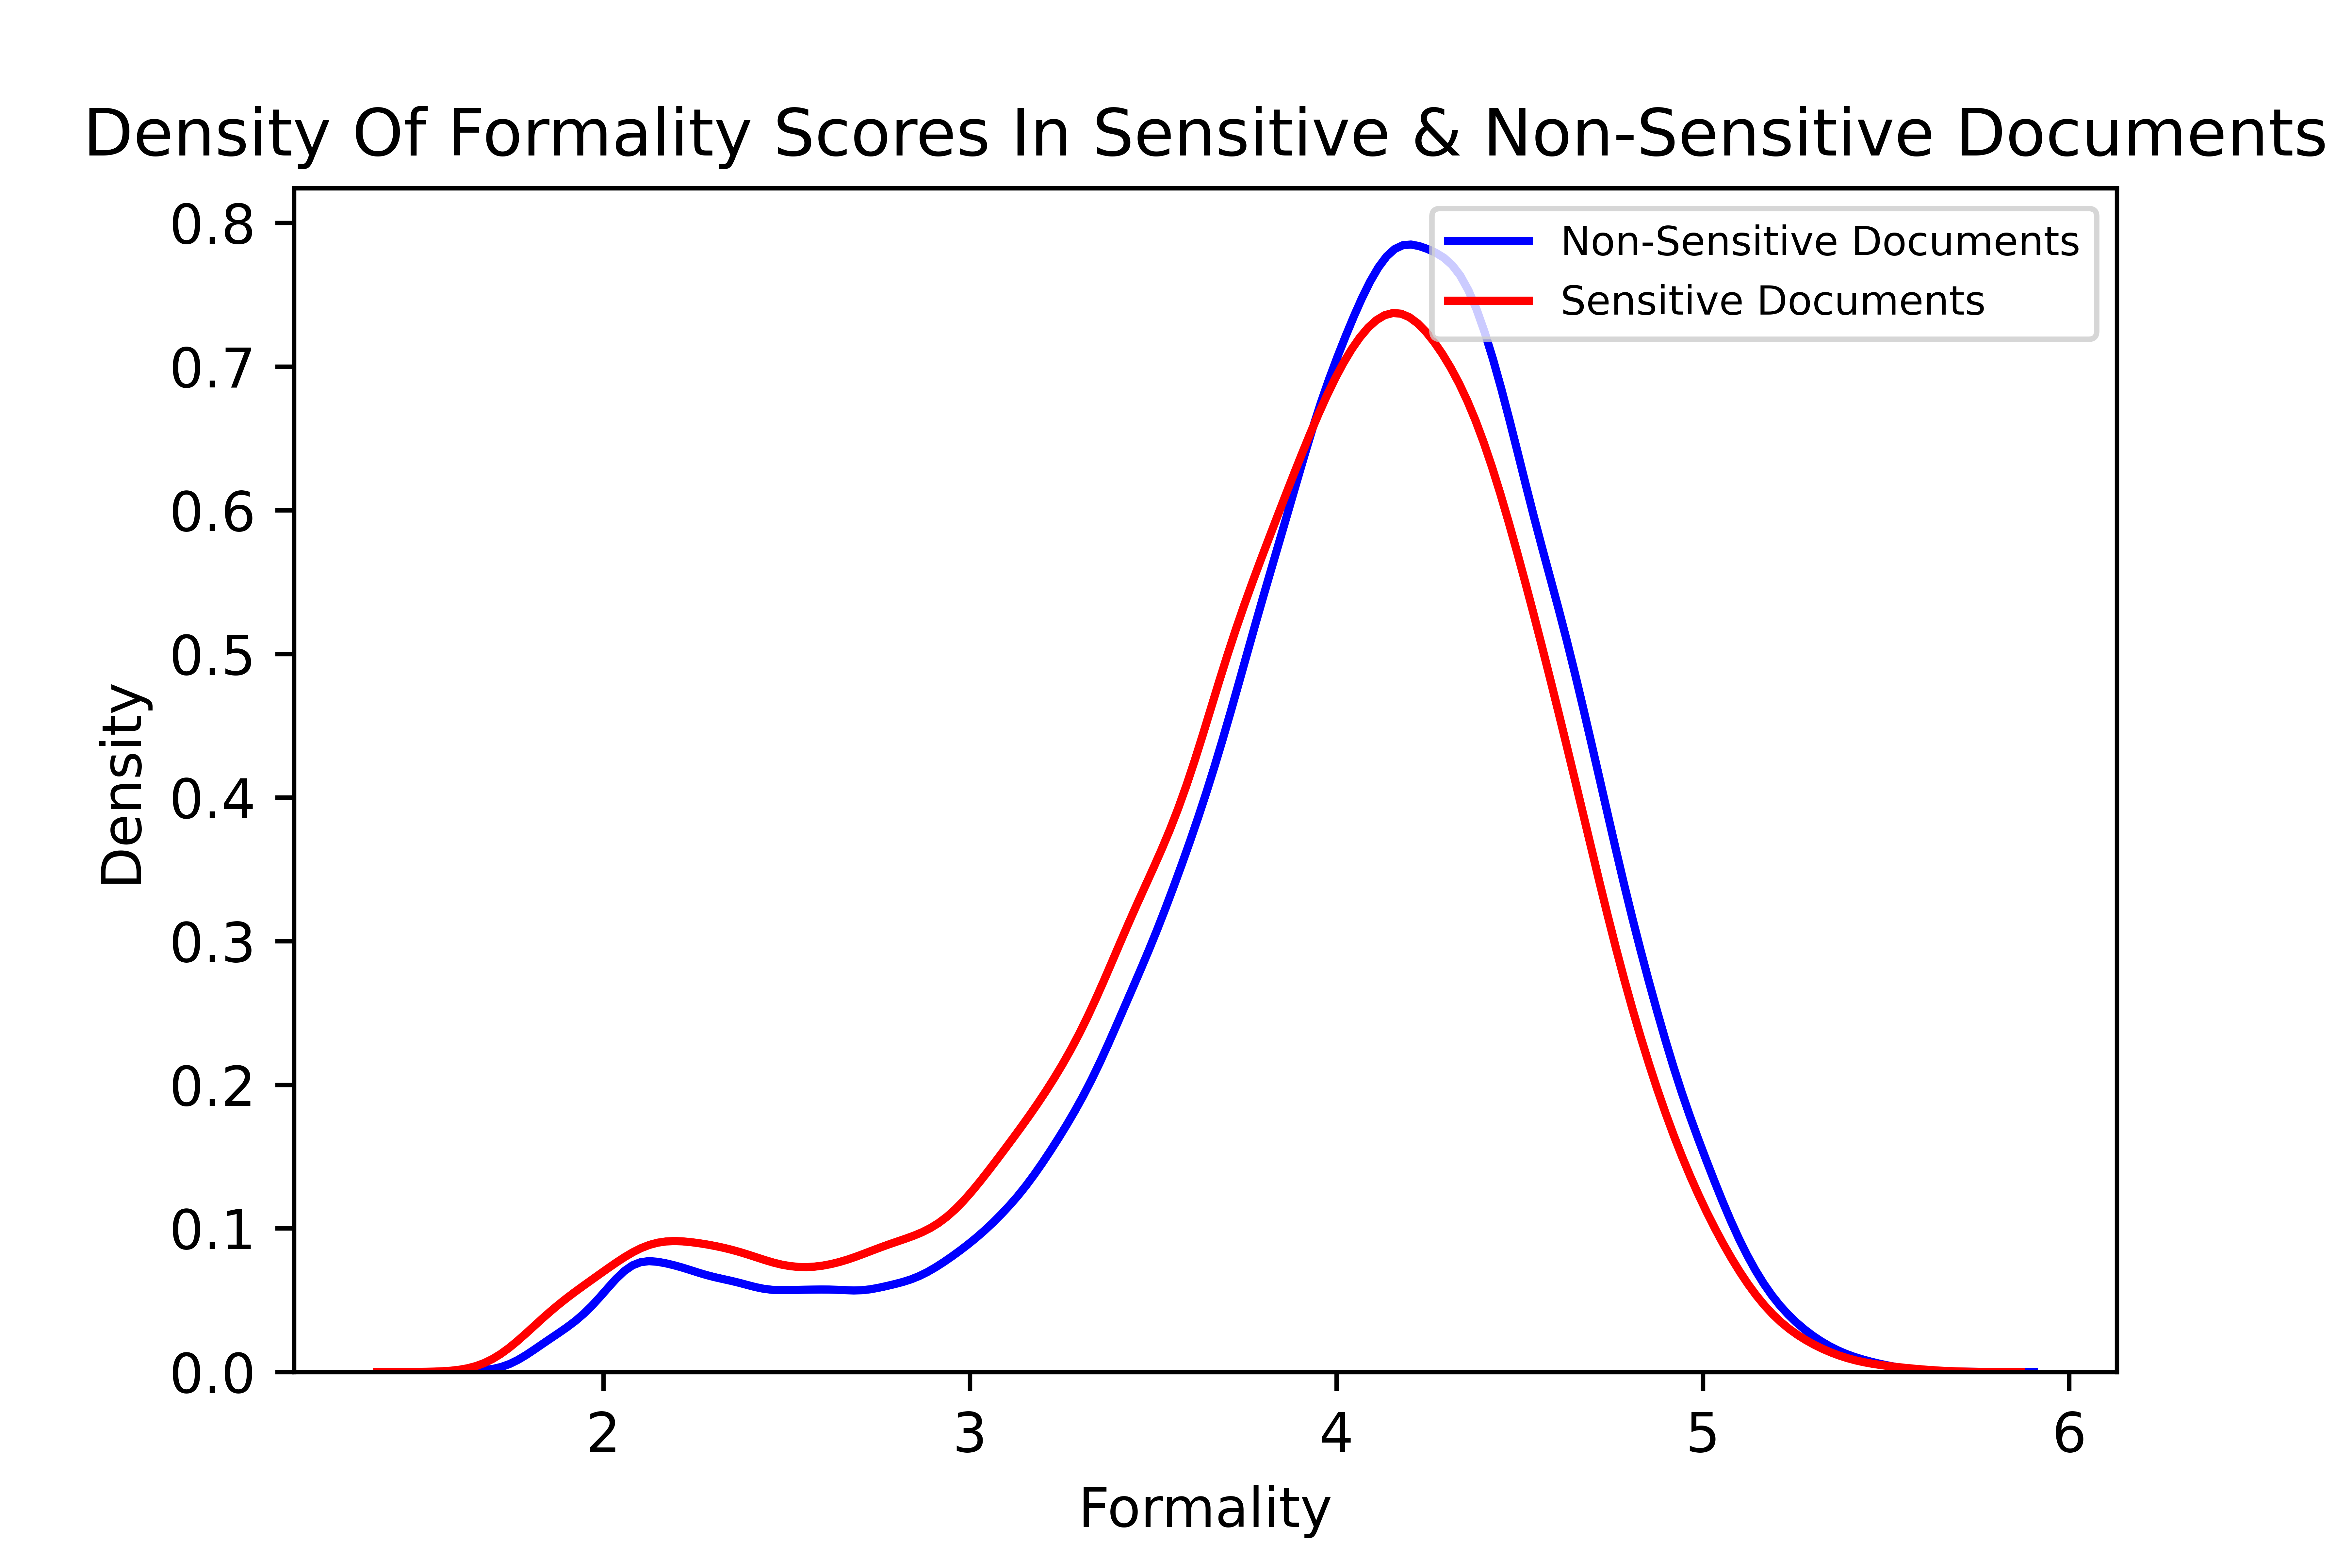 Density Of Formality Scores In Sensitive & Non-Sensitive Documents
Non-Sensitive Documents
Sensitive Documents
0.8
0.7
0.6
0.5
0.4
0.3
0.2
0.1
0.0
Density
2 3 4 5 6
Formality